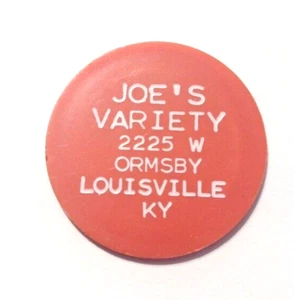 JOE'S
VARIETY
2225 W
ORMSBY
LOUISVILLE
KY